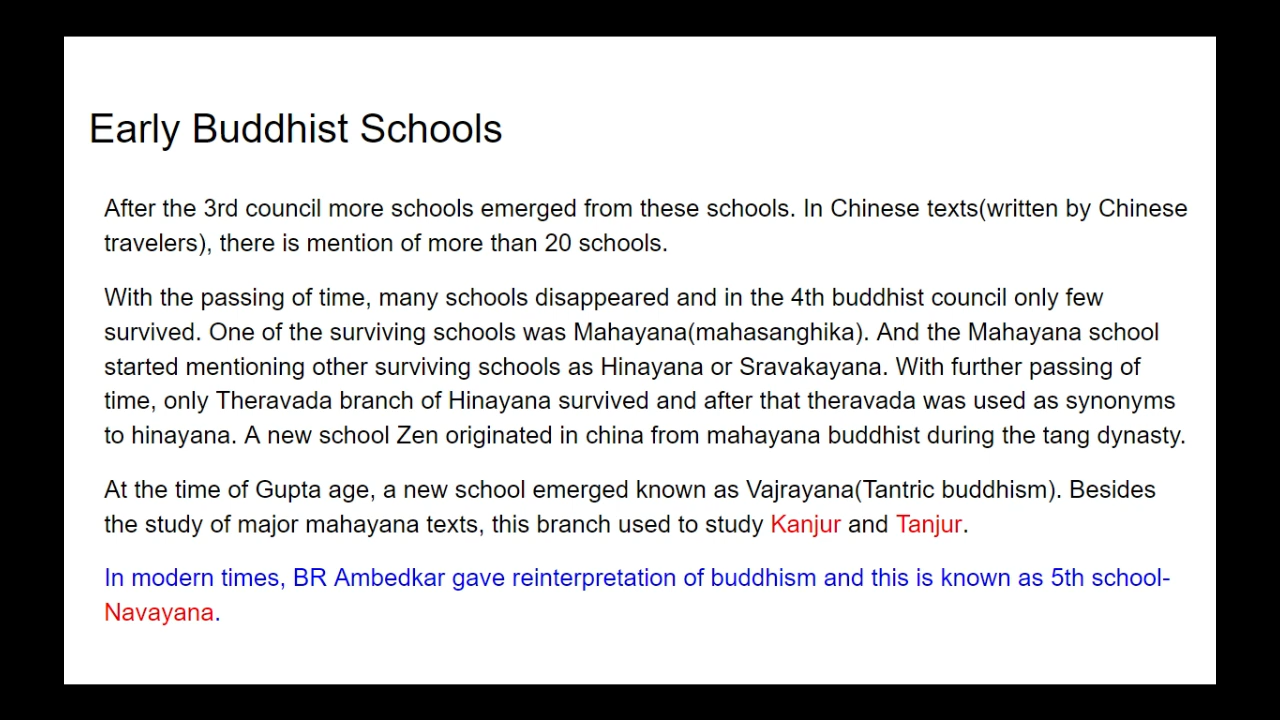 Early Buddhist Schools
After the 3rd council more schools emerged from these schools. In Chinese texts(written by Chinese
travelers), there is mention of more than 20 schools.
With the passing of time, many schools disappeared and in the 4th buddhist council only few
survived. One of the surviving schools was Mahayana(mahasanghika). And the Mahayana school
started mentioning other surviving schools as Hinayana or Sravakayana. With further passing of
time, only Theravada branch of Hinayana survived and after that theravada was used as synonyms
to hinayana. A new school Zen originated in china from mahayana buddhist during the tang dynasty.
At the time of Gupta age, a new school emerged known as Vajrayana(Tantric buddhism). Besides
the study of major mahayana texts, this branch used to study Kanjur and Tanjur.
In modern times, BR Ambedkar gave reinterpretation of buddhism and this is known as 5th school-
Navayana.